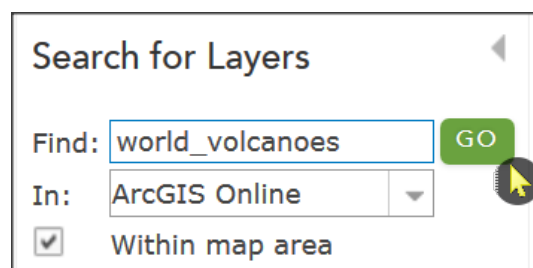 Search for Layers
Find: world_volcanoes GO
In: ArcGIS Online
Within map area